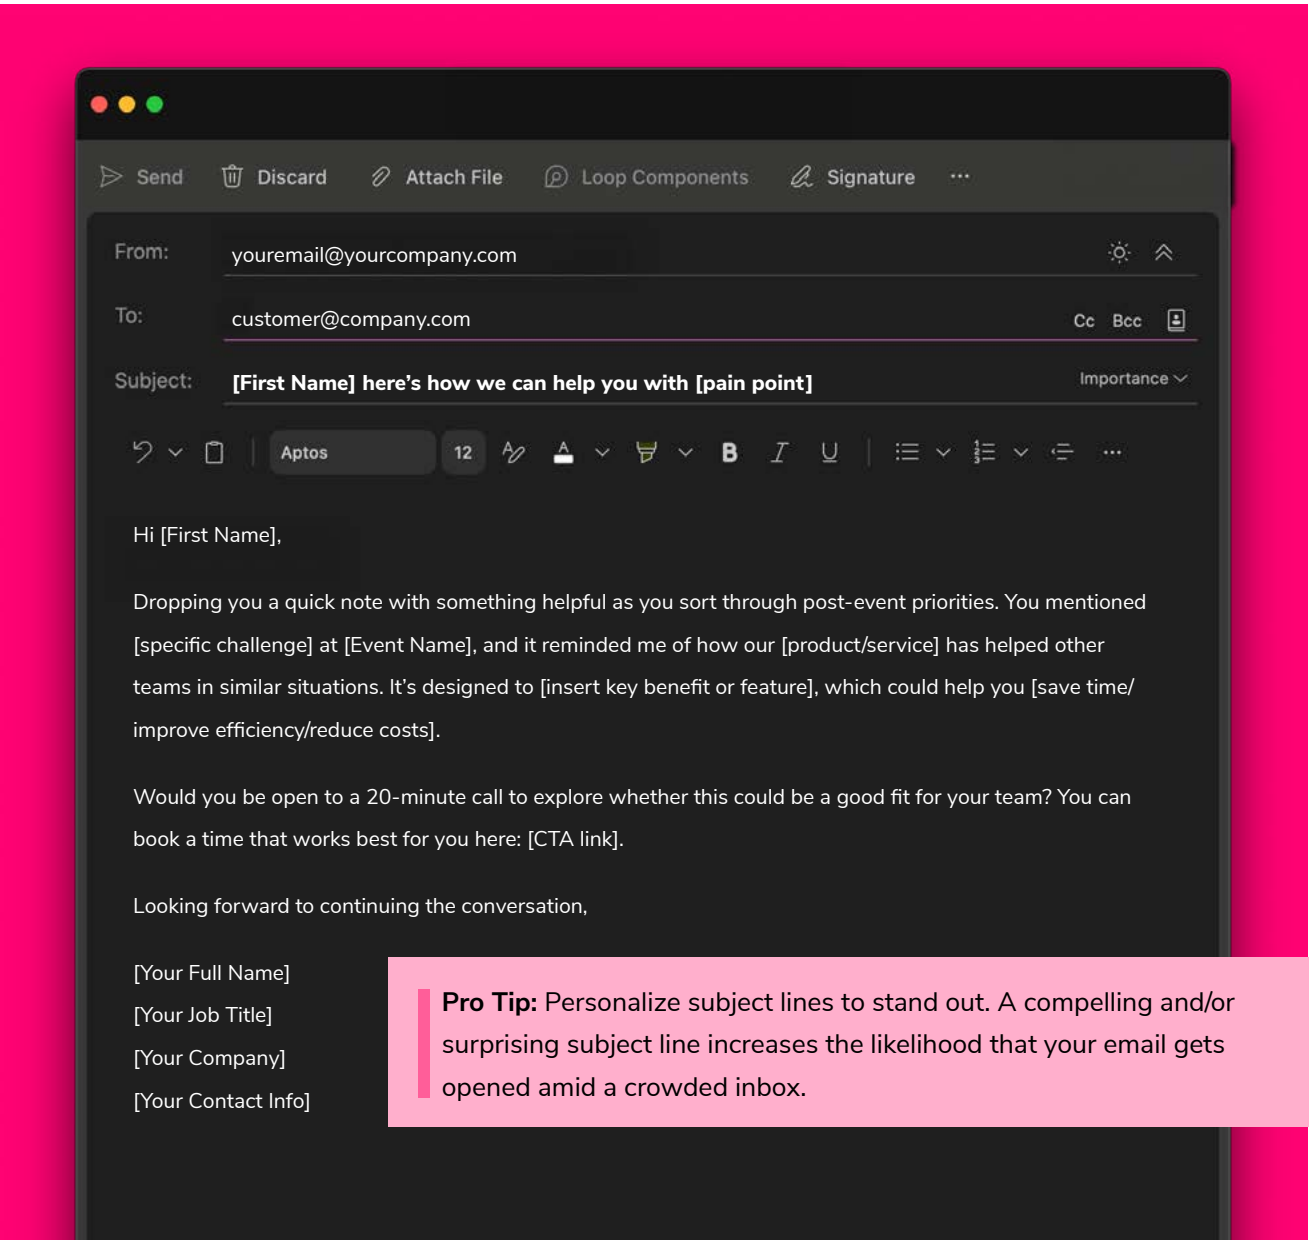 Send Discard Attach File Loop Components Signature ...
From: youremail@yourcompany.com
To: customer@company.com Cc Bcc
Subject: [First Name] here’s how we can help you with [pain point] Importance
Aptos 12 A B I U ...
Hi [First Name],
Dropping you a quick note with something helpful as you sort through post-event priorities. You mentioned
[specific challenge] at [Event Name], and it reminded me of how our [product/service] has helped other
teams in similar situations. It’s designed to [insert key benefit or feature], which could help you [save time/
improve efficiency/reduce costs].
Would you be open to a 20-minute call to explore whether this could be a good fit for your team? You can
book a time that works best for you here: [CTA link].
Looking forward to continuing the conversation,
[Your Full Name]
[Your Job Title]
[Your Company]
[Your Contact Info]
Pro Tip: Personalize subject lines to stand out. A compelling and/or
surprising subject line increases the likelihood that your email gets
opened amid a crowded inbox.